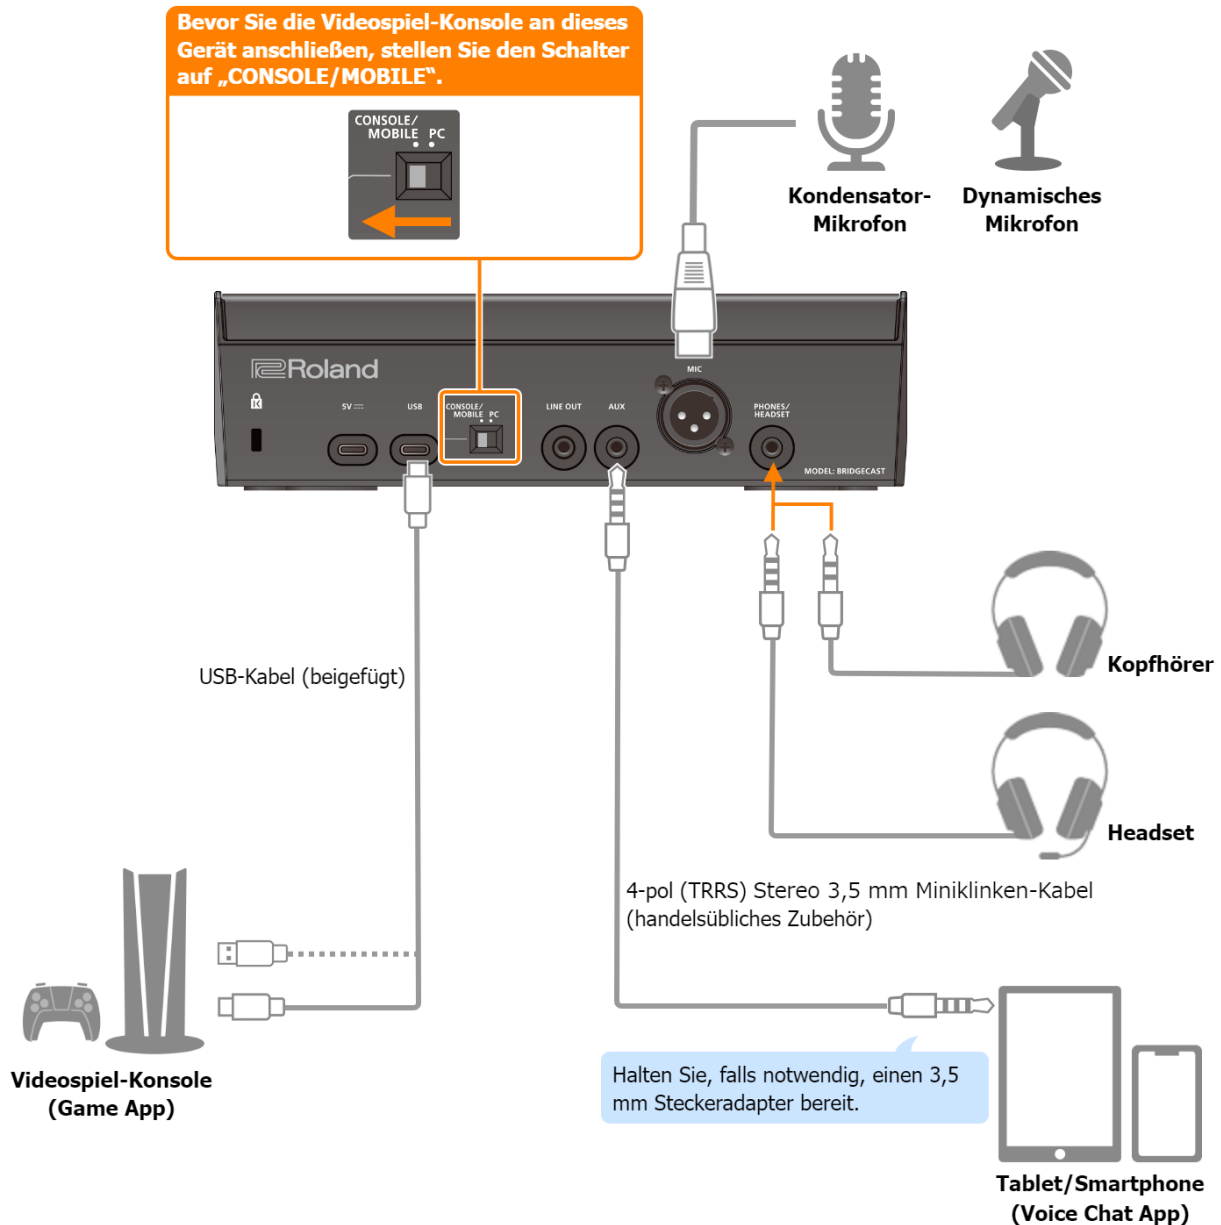 Bevor Sie die Videospiel-Konsole an dieses
Gerät anschließen, stellen Sie den Schalter
auf „CONSOLE/MOBILE“.
CONSOLE/
MOBILE PC
Kondensator-
Mikrofon
Dynamisches
Mikrofon
Roland
MIC
5V
USB
CONSOLE/
MOBILE PC
LINE OUT
AUX
PHONES/
HEADSET
MODEL: BRIDGECAST
USB-Kabel (beigefügt)
Kopfhörer
Headset
4-pol (TRRS) Stereo 3,5 mm Miniklinken-Kabel
(handelsübliches Zubehör)
Videospiel-Konsole
(Game App)
Halten Sie, falls notwendig, einen 3,5
mm Steckeradapter bereit.
Tablet/Smartphone
(Voice Chat App)